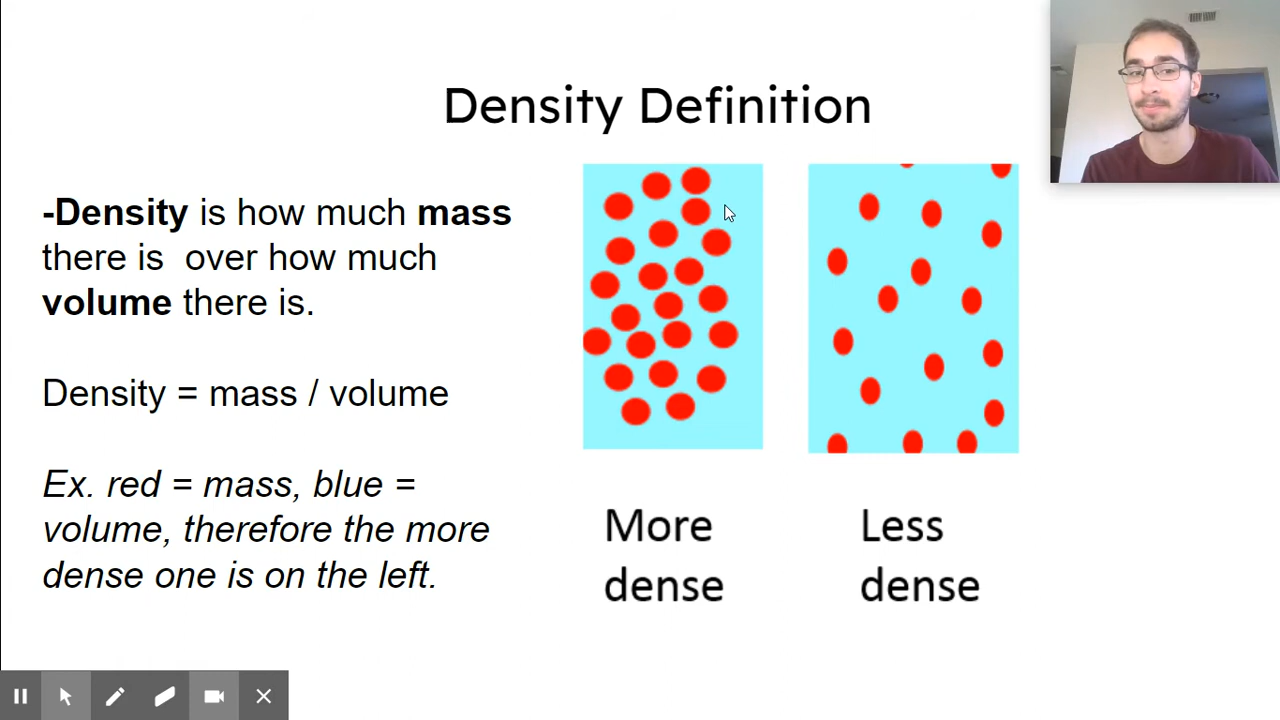 Density Definition
-Density is how much mass
there is  over how much
volume there is.
Density = mass / volume
Ex. red = mass, blue =
volume, therefore the more
dense one is on the left.
More
dense
Less
dense